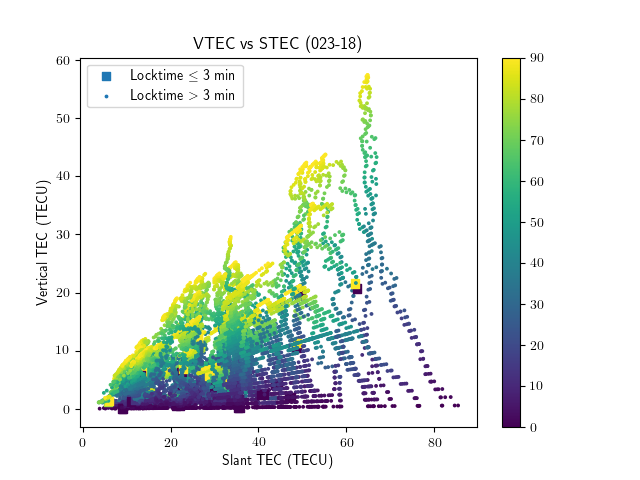 VTEC vs STEC (023-18)
Locktime ≤ 3 min
Locktime > 3 min
Vertical TEC (TECU)
60
50
40
30
20
10
0
0 20 40 60 80
Slant TEC (TECU)
90
80
70
60
50
40
30
20
10
0